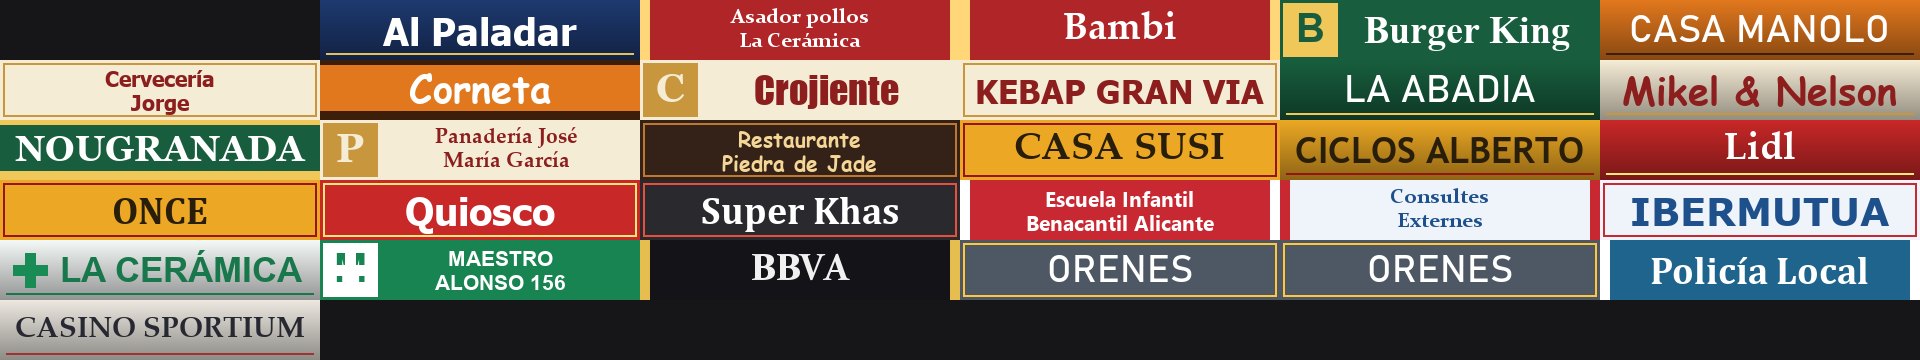 Al Paladar
Asador pollos
La Cerámica
Bambi
B
Burger King
CASA MANOLO
Cervecería
Jorge
Corneta
C
Crojiente
KEBAP GRAN VIA
LA ABADIA
Mikel & Nelson
NOUGRANADA
P
Panadería José
María García
Restaurante
Piedra de Jade
CASA SUSI
CICLOS ALBERTO
Lidl
ONCE
Quiosco
Super Khas
Escuela Infantil
Benacantil Alicante
Consultes
Externes
IBERMUTUA
LA CERÁMICA
MAESTRO
ALONSO 156
BBVA
ORENES
ORENES
Policía Local
CASINO SPORTIUM